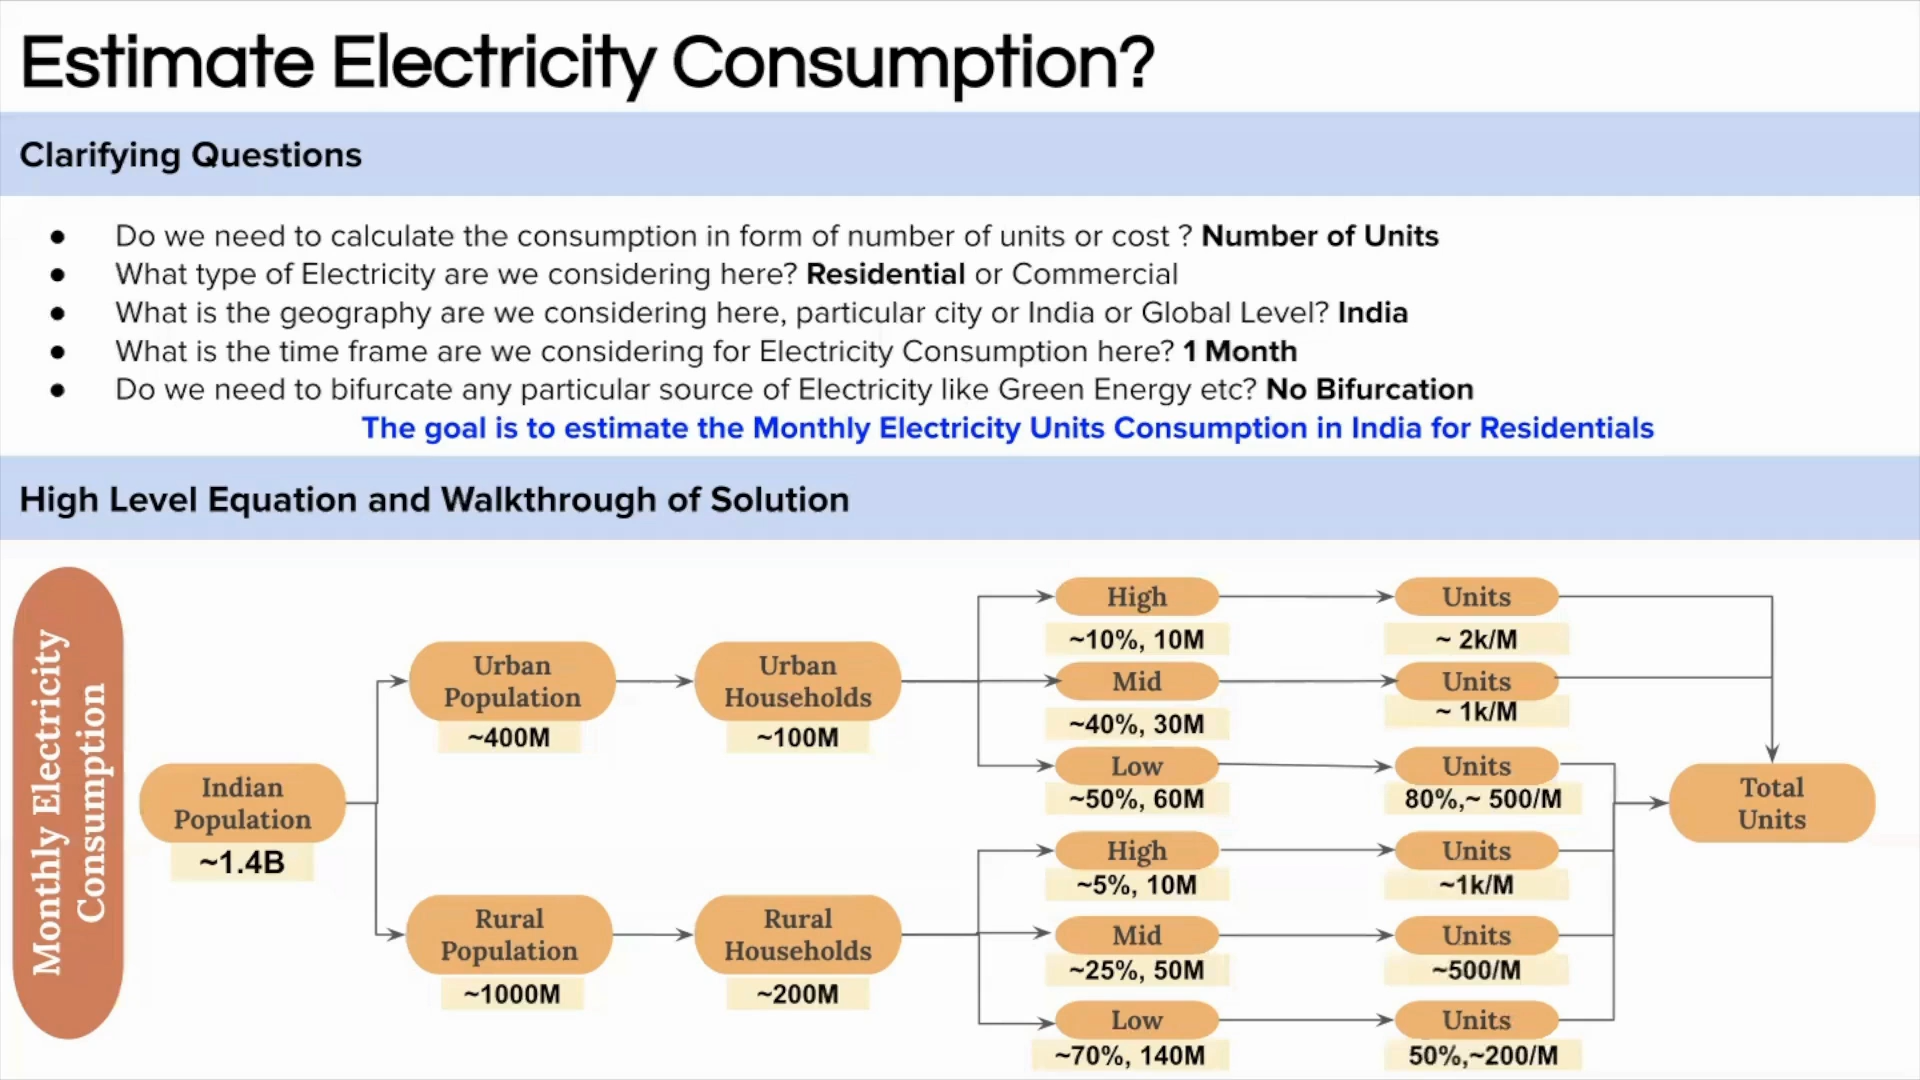 Estimate Electricity Consumption?
Clarifying Questions
● Do we need to calculate the consumption in form of number of units or cost ? Number of Units
● What type of Electricity are we considering here? Residential or Commercial
● What is the geography are we considering here, particular city or India or Global Level? India
● What is the time frame are we considering for Electricity Consumption here? 1 Month
● Do we need to bifurcate any particular source of Electricity like Green Energy etc? No Bifurcation
The goal is to estimate the Monthly Electricity Units Consumption in India for Residentials
High Level Equation and Walkthrough of Solution
Monthly Electricity
Consumption
Indian
Population
~1.4B
Urban
Population
~400M
Urban
Households
~100M
High
~10%, 10M
Units
~ 2k/M
Mid
~40%, 30M
Units
~ 1k/M
Low
~50%, 60M
Units
80%,~ 500/M
Rural
Population
~1000M
Rural
Households
~200M
High
~5%, 10M
Units
~1k/M
Mid
~25%, 50M
Units
~500/M
Low
~70%, 140M
Units
50%,~200/M
Total
Units